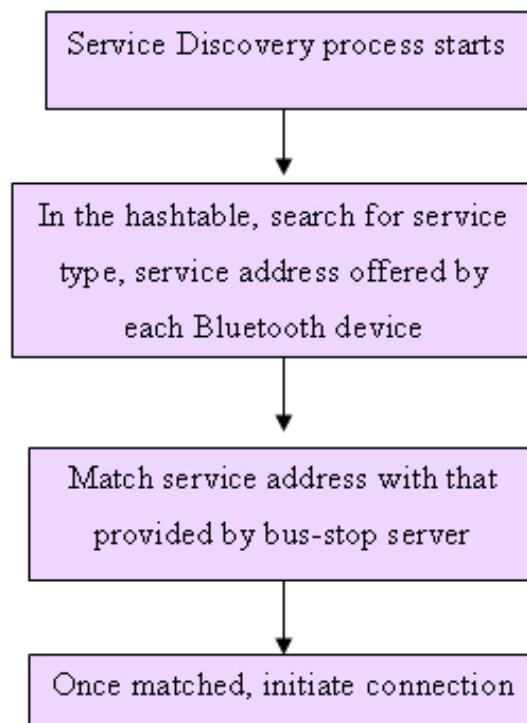 Service Discovery process starts
In the hashtable, search for service
type, service address offered by
each Bluetooth device
Match service address with that
provided by bus-stop server
Once matched, initiate connection